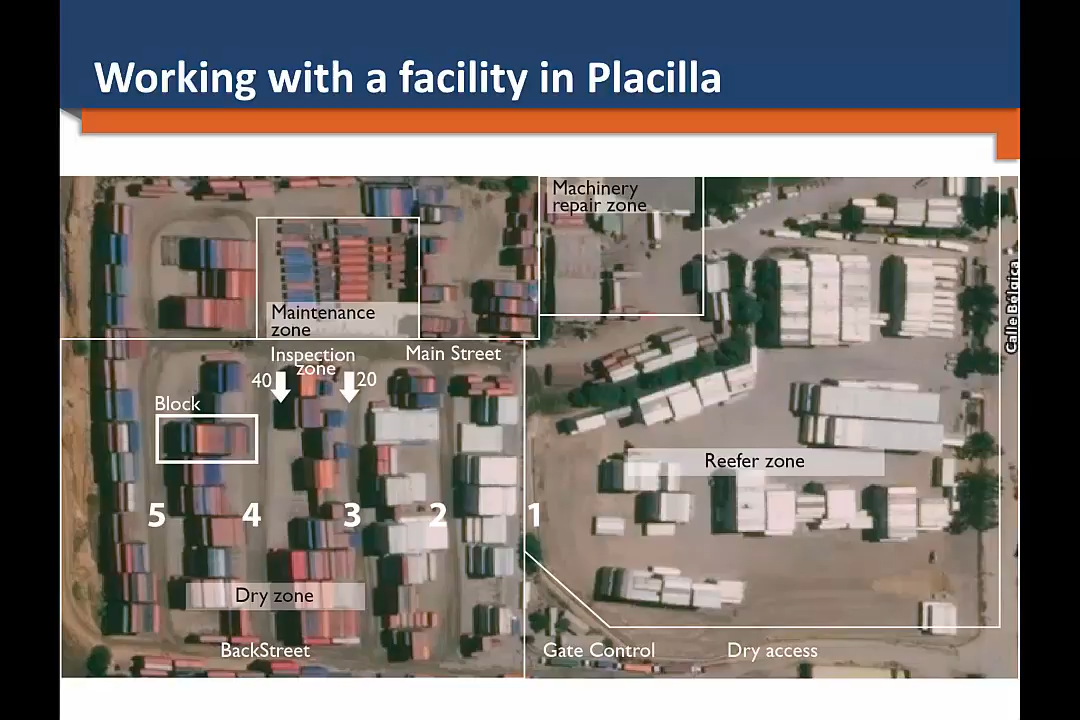 Working with a facility in Placilla
Machinery
repair zone
Maintenance
zone
Calle Bélgica
Inspection
zone
Main Street
40
20
Block
Reefer zone
5
4
3
2
1
Dry zone
BackStreet
Gate Control
Dry access